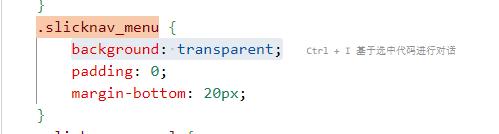 }
.slicknav_menu {
background: transparent; Ctrl + I 基于选中代码进行对话
padding: 0;
margin-bottom: 20px;
}